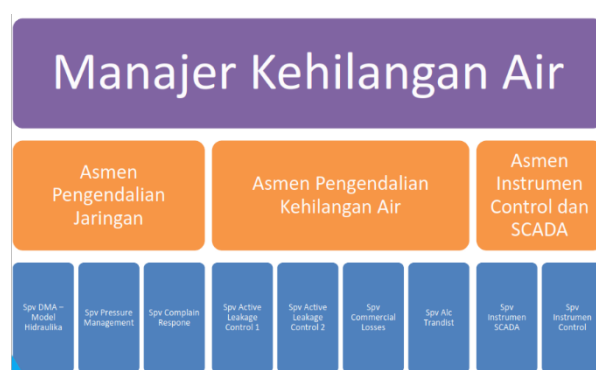 Manajer Kehilangan Air
Asmen
Pengendalian
Jaringan
Asmen Pengendalian
Kehilangan Air
Asmen
Instrumen
Control dan
SCADA
Spv DMA –
Model
Hidraulika
Spv Pressure
Management
Spv Complain
Respone
Spv Active
Leakage
Control 1
Spv Active
Leakage
Control 2
Spv
Commercial
Losses
Spv Alc
Trandist
Spv
Instrumen
SCADA
Spv
Instrumen
Control